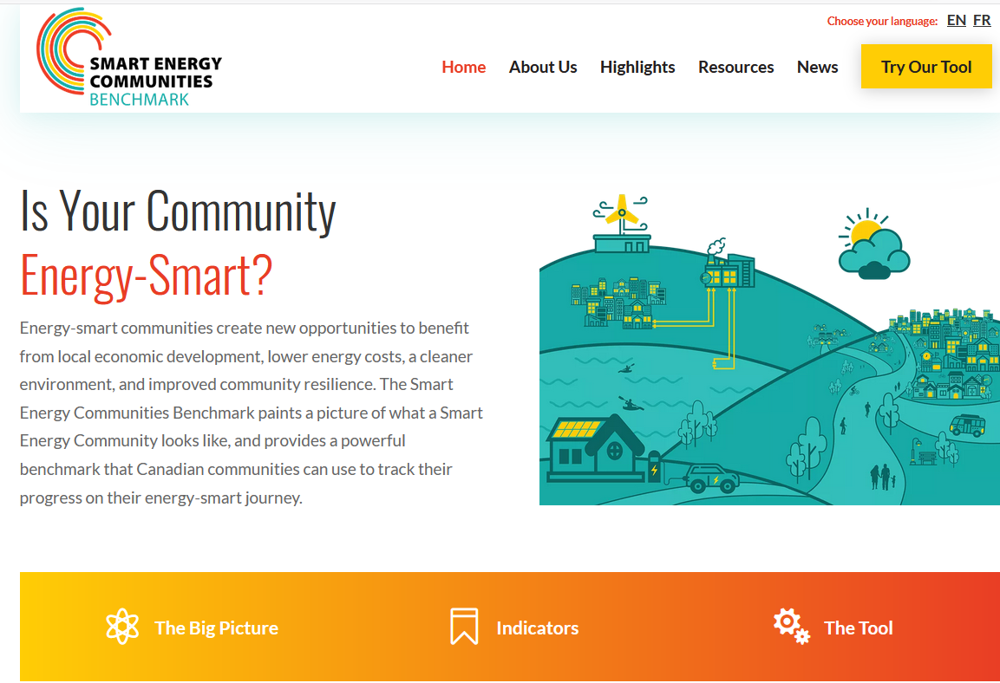 Choose your language: EN FR
SMART ENERGY
COMMUNITIES
BENCHMARK
Home About Us Highlights Resources News Try Our Tool
Is Your Community
Energy-Smart?
Energy-smart communities create new opportunities to benefit
from local economic development, lower energy costs, a cleaner
environment, and improved community resilience. The Smart
Energy Communities Benchmark paints a picture of what a Smart
Energy Community looks like, and provides a powerful
benchmark that Canadian communities can use to track their
progress on their energy-smart journey.
The Big Picture Indicators The Tool